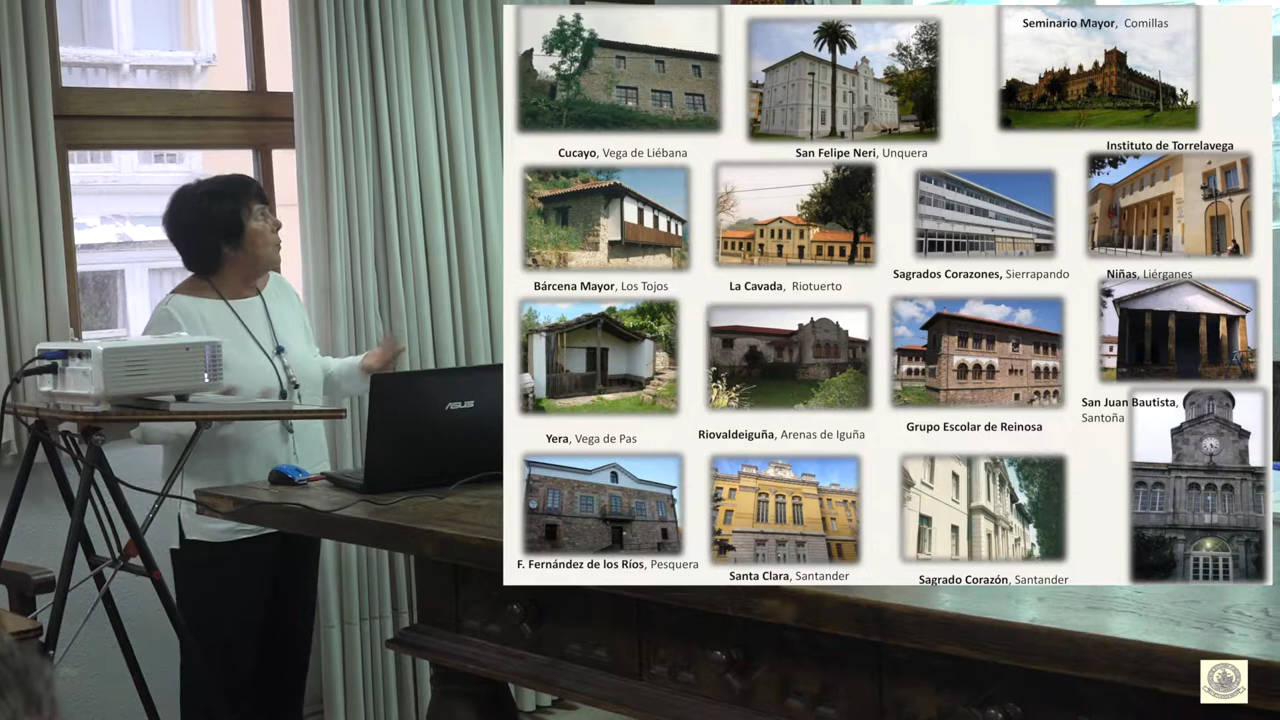 Seminario Mayor, Comillas
Cucayo, Vega de Liébana
San Felipe Neri, Unquera
Instituto de Torrelavega
Bárcena Mayor, Los Tojos
La Cavada, Riotuerto
Sagrados Corazones, Sierrapando
Niñas, Liérganes
Yera, Vega de Pas
Riovaldeiguña, Arenas de Iguña
Grupo Escolar de Reinosa
San Juan Bautista,
Santoña
F. Fernández de los Ríos, Pesquera
Santa Clara, Santander
Sagrado Corazón, Santander
ASUS